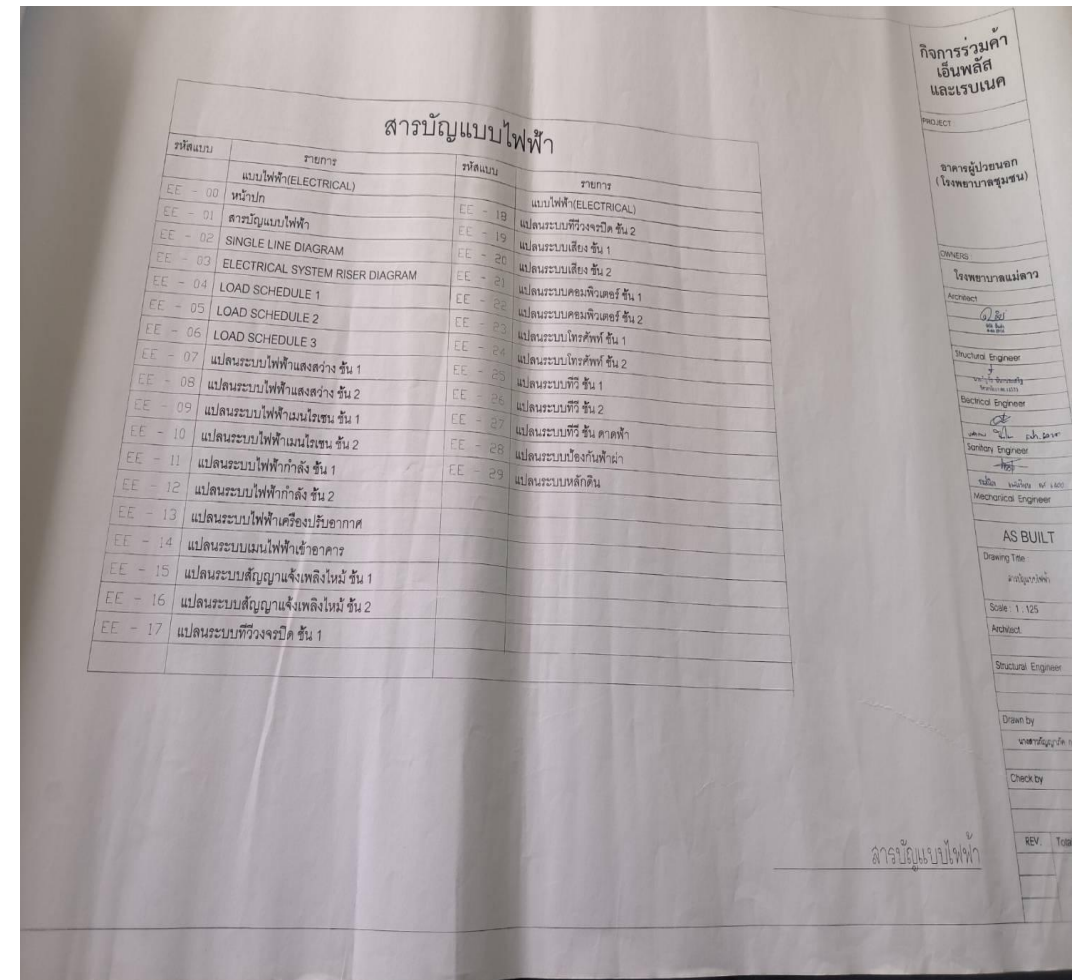 สารบัญแบบไฟฟ้า
รหัสแบบ รายการ
แบบไฟฟ้า(ELECTRICAL)
EE - 00 หน้าปก
EE - 01 สารบัญแบบไฟฟ้า
EE - 02 SINGLE LINE DIAGRAM
EE - 03 ELECTRICAL SYSTEM RISER DIAGRAM
EE - 04 LOAD SCHEDULE 1
EE - 05 LOAD SCHEDULE 2
EE - 06 LOAD SCHEDULE 3
EE - 07 แปลนระบบไฟฟ้าแสงสว่าง ชั้น 1
EE - 08 แปลนระบบไฟฟ้าแสงสว่าง ชั้น 2
EE - 09 แปลนระบบไฟฟ้าเมนไรเซน ชั้น 1
EE - 10 แปลนระบบไฟฟ้าเมนไรเซน ชั้น 2
EE - 11 แปลนระบบไฟฟ้ากำลัง ชั้น 1
EE - 12 แปลนระบบไฟฟ้ากำลัง ชั้น 2
EE - 13 แปลนระบบไฟฟ้าเครื่องปรับอากาศ
EE - 14 แปลนระบบเมนไฟฟ้าเข้าอาคาร
EE - 15 แปลนระบบสัญญาแจ้งเพลิงไหม้ ชั้น 1
EE - 16 แปลนระบบสัญญาแจ้งเพลิงไหม้ ชั้น 2
EE - 17 แปลนระบบทีวีวงจรปิด ชั้น 1
รหัสแบบ รายการ
แบบไฟฟ้า(ELECTRICAL)
EE - 18 แปลนระบบทีวีวงจรปิด ชั้น 2
EE - 19 แปลนระบบเสียง ชั้น 1
EE - 20 แปลนระบบเสียง ชั้น 2
EE - 21 แปลนระบบคอมพิวเตอร์ ชั้น 1
EE - 22 แปลนระบบคอมพิวเตอร์ ชั้น 2
EE - 23 แปลนระบบโทรศัพท์ ชั้น 1
EE - 24 แปลนระบบโทรศัพท์ ชั้น 2
EE - 25 แปลนระบบทีวี ชั้น 1
EE - 26 แปลนระบบทีวี ชั้น 2
EE - 27 แปลนระบบทีวี ชั้น ดาดฟ้า
EE - 28 แปลนระบบป้องกันฟ้าผ่า
EE - 29 แปลนระบบหลักดิน
สารบัญแบบไฟฟ้า
กิจการร่วมค้า
เอ็นพลัส
และเรบเนค
PROJECT :
อาคารผู้ป่วยนอก
(โรงพยาบาลชุมชน)
OWNERS
โรงพยาบาลแม่ลาว
Architect
Structural Engineer
Electrical Engineer
Sanitary Engineer
Mechanical Engineer
AS BUILT
Drawing Title
สารบัญแบบไฟฟ้า
Scale : 1 : 125
Architect
Structural Engineer
Drawn by
Check by
REV. Total